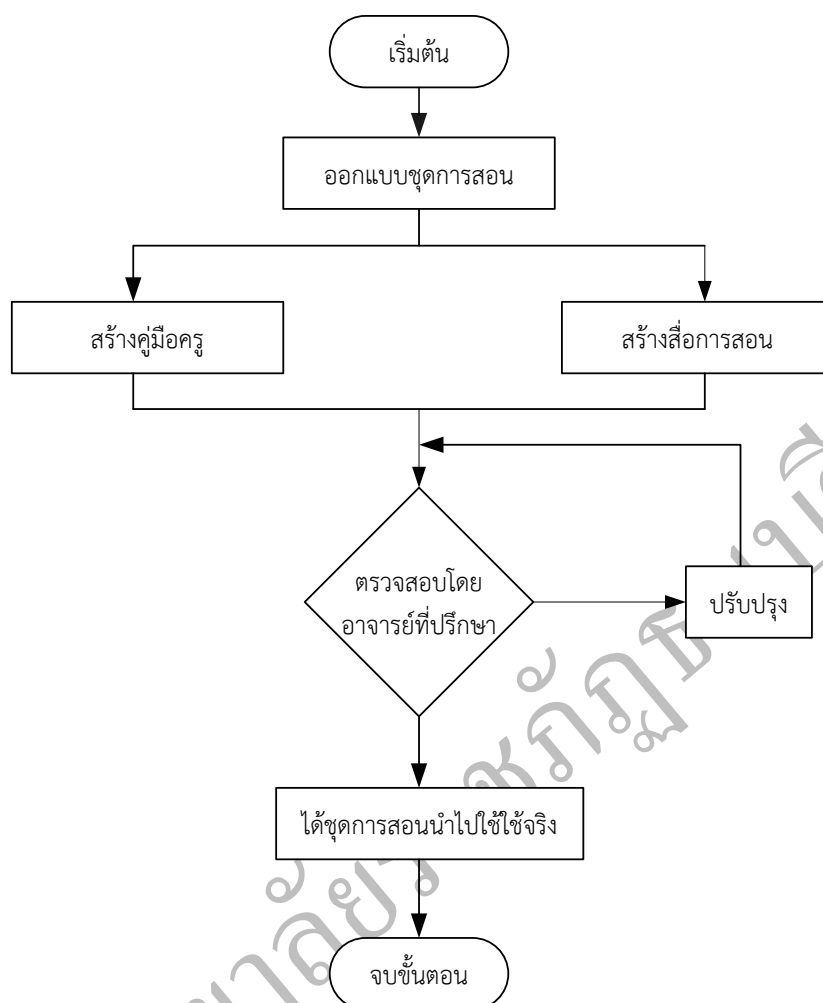 เริ่มต้น
ออกแบบชุดการสอน
สร้างคู่มือครู
สร้างสื่อการสอน
ตรวจสอบโดย
อาจารย์ที่ปรึกษา
ปรับปรุง
ได้ชุดการสอนนำไปใช้ใช้จริง
จบขั้นตอน